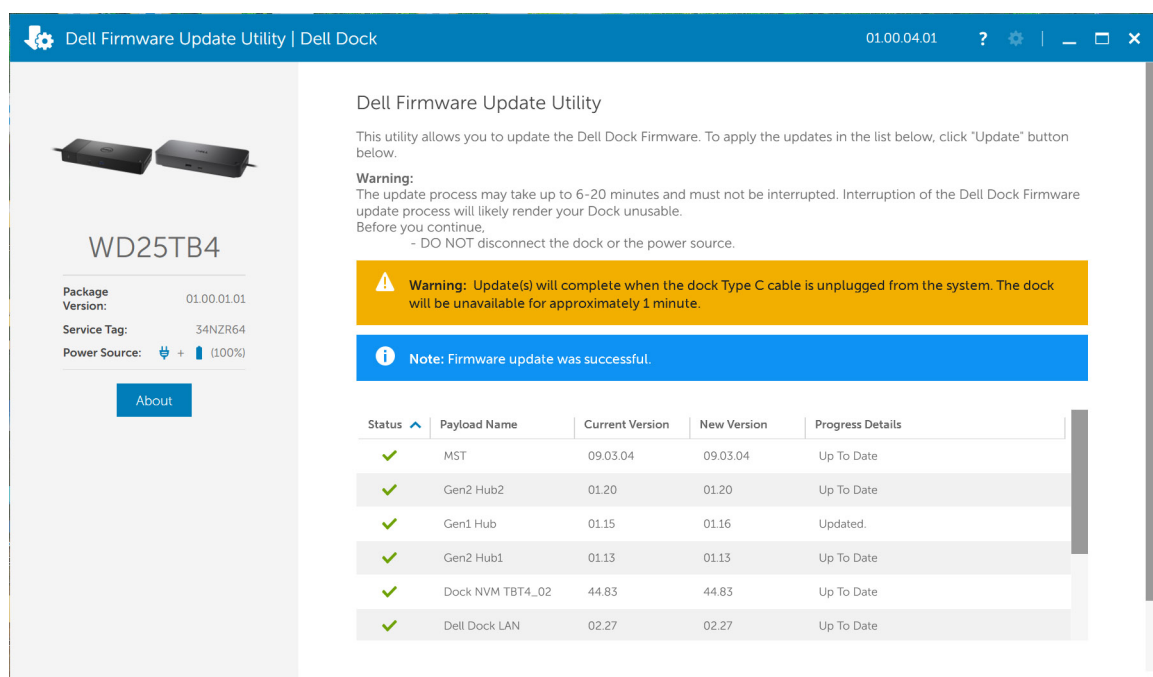 Dell Firmware Update Utility | Dell Dock
01.00.04.01
?
Dell Firmware Update Utility
This utility allows you to update the Dell Dock Firmware. To apply the updates in the list below, click "Update" button
below.
Warning:
The update process may take up to 6-20 minutes and must not be interrupted. Interruption of the Dell Dock Firmware
update process will likely render your Dock unusable.
Before you continue,
- DO NOT disconnect the dock or the power source.
WD25TB4
Package Version: 01.00.01.01
Service Tag: 34NZR64
Power Source: + (100%)
About
Warning: Update(s) will complete when the dock Type C cable is unplugged from the system. The dock
will be unavailable for approximately 1 minute.
Note: Firmware update was successful.
Status Payload Name Current Version New Version Progress Details
MST 09.03.04 09.03.04 Up To Date
Gen2 Hub2 01.20 01.20 Up To Date
Gen1 Hub 01.15 01.16 Updated.
Gen2 Hub1 01.13 01.13 Up To Date
Dock NVM TBT4_02 44.83 44.83 Up To Date
Dell Dock LAN 02.27 02.27 Up To Date